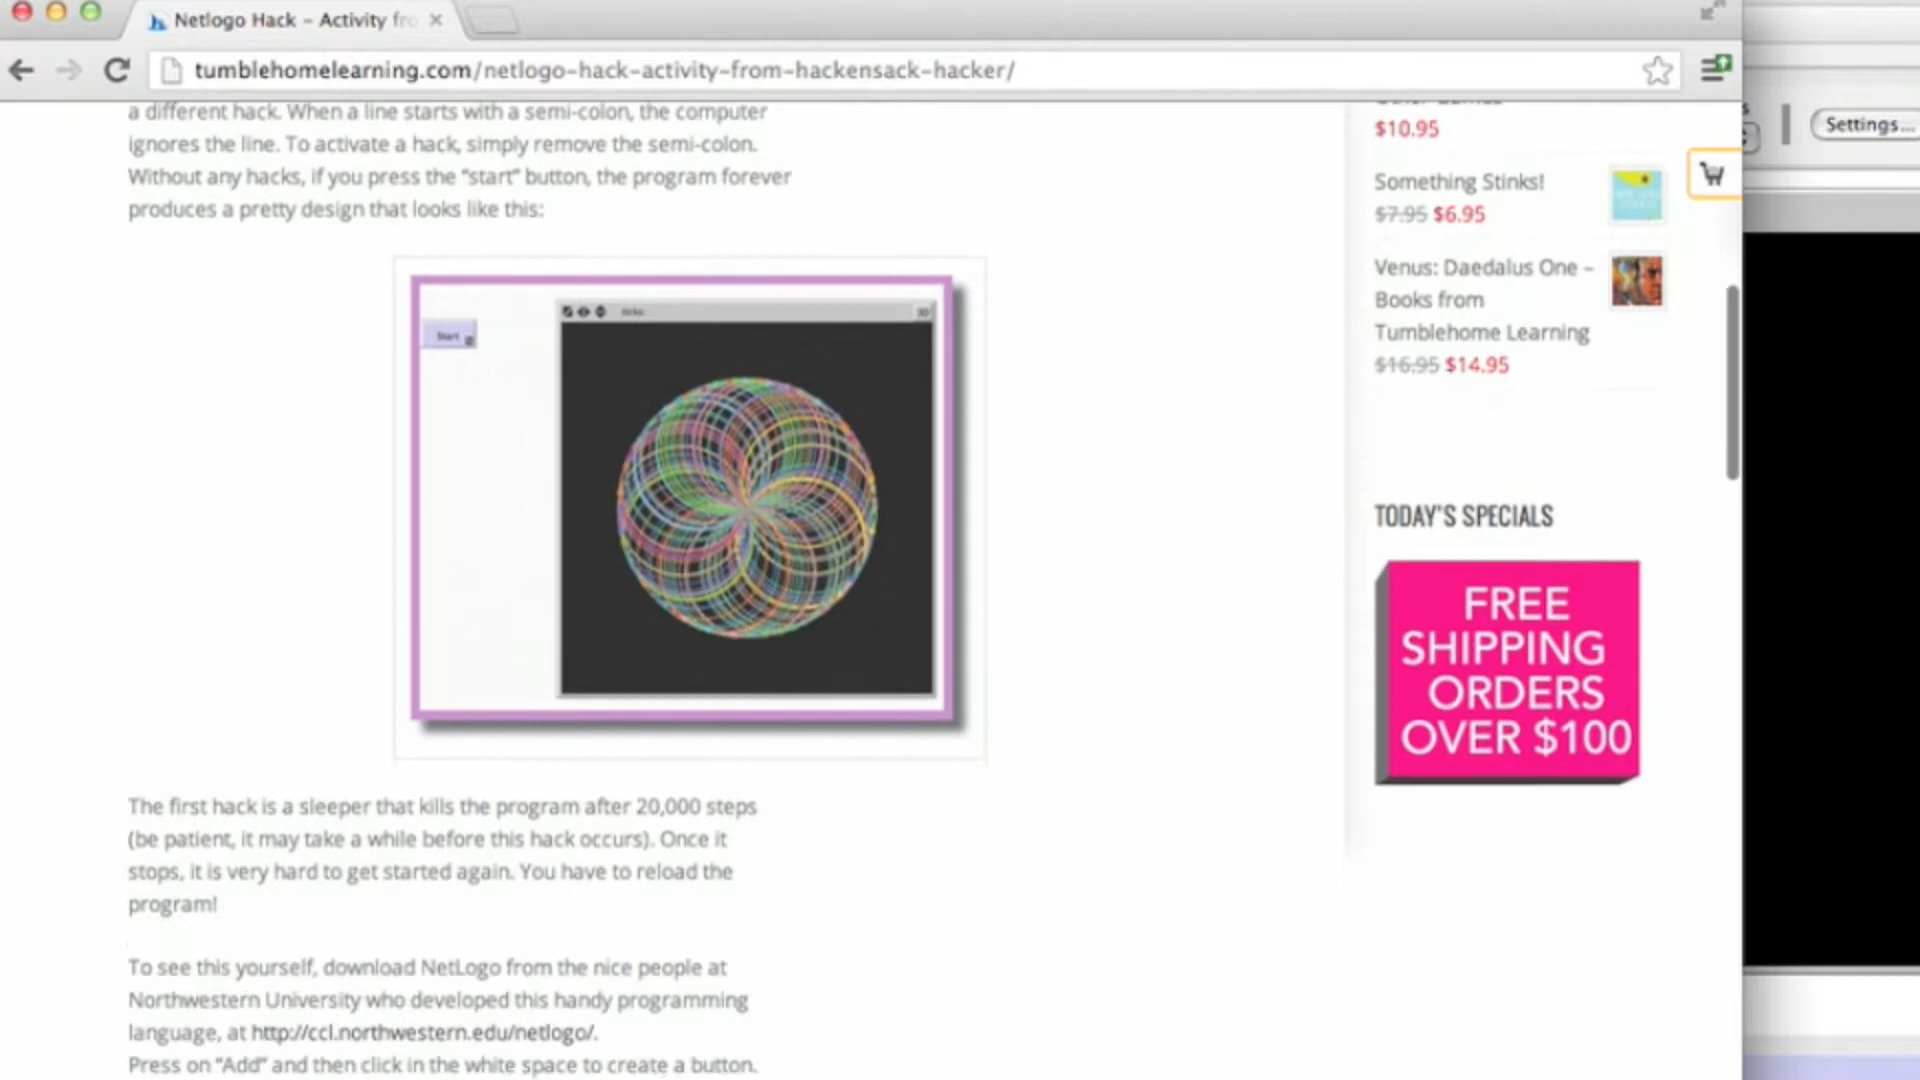 Netlogo Hack – Activity fro
tumblehomelearning.com/netlogo-hack-activity-from-hackensack-hacker/
a different hack. When a line starts with a semi-colon, the computer
ignores the line. To activate a hack, simply remove the semi-colon.
Without any hacks, if you press the “start” button, the program forever
produces a pretty design that looks like this:
Start
ticks:
3D
The first hack is a sleeper that kills the program after 20,000 steps
(be patient, it may take a while before this hack occurs). Once it
stops, it is very hard to get started again. You have to reload the
program!
To see this yourself, download NetLogo from the nice people at
Northwestern University who developed this handy programming
language, at http://ccl.northwestern.edu/netlogo/.
Press on “Add” and then click in the white space to create a button.
$10.95
Something Stinks!
$7.95 $6.95
Venus: Daedalus One –
Books from
Tumblehome Learning
$16.95 $14.95
TODAY'S SPECIALS
FREE
SHIPPING
ORDERS
OVER $100
Settings...